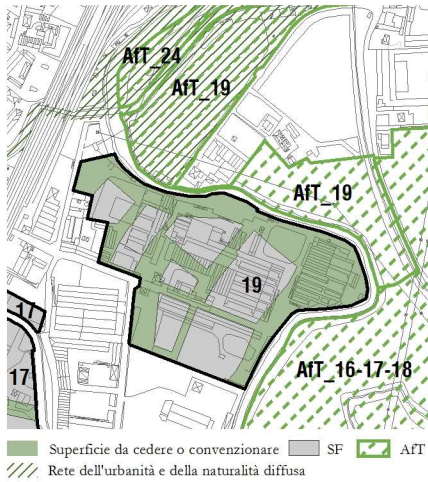 AfT_24
AfT_19
AfT_19
19
11
17
AfT_16-17-18
Superficie da cedere o convenzionare SF AfT
Rete dell'urbanità e della naturalità diffusa